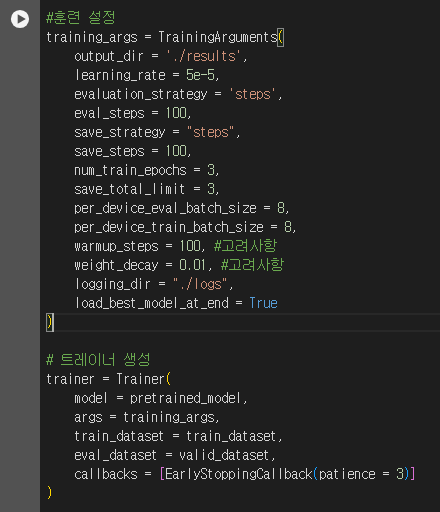 #훈련 설정
training_args = TrainingArguments(
    output_dir = './results',
    learning_rate = 5e-5,
    evaluation_strategy = 'steps',
    eval_steps = 100,
    save_strategy = "steps",
    save_steps = 100,
    num_train_epochs = 3,
    save_total_limit = 3,
    per_device_eval_batch_size = 8,
    per_device_train_batch_size = 8,
    warmup_steps = 100, #고려사항
    weight_decay = 0.01, #고려사항
    logging_dir = "./logs",
    load_best_model_at_end = True
)
# 트레이너 생성
trainer = Trainer(
    model = pretrained_model,
    args = training_args,
    train_dataset = train_dataset,
    eval_dataset = valid_dataset,
    callbacks = [EarlyStoppingCallback(patience = 3)]
)